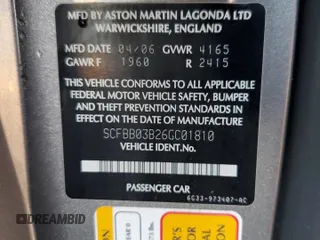 MFD BY ASTON MARTIN LAGONDA LTD
WARWICKSHIRE, ENGLAND
MFD DATE 04/06 GVWR 4165
GAWR F 1960 R 2415
THIS VEHICLE CONFORMS TO ALL APPLICABLE
FEDERAL MOTOR VEHICLE SAFETY, BUMPER
AND THEFT PREVENTION STANDARDS IN
EFFECT ON THE DATE OF MANUFACTURE
SCFBB03B26GC01810
VEHICLE IDENT.No.
PASSENGER CAR
6G33-973407-AC
DREAMBID